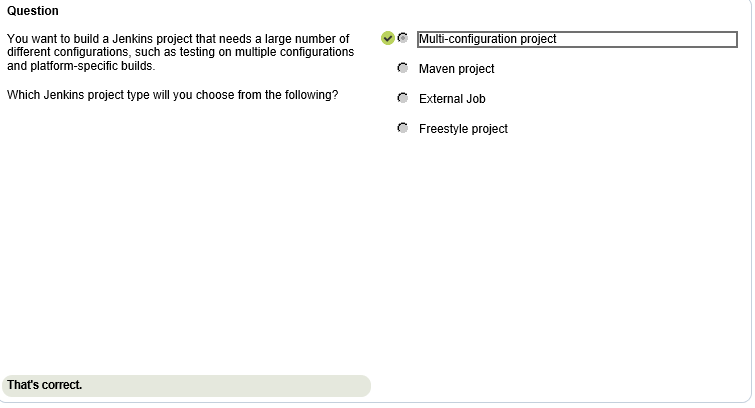 Question
You want to build a Jenkins project that needs a large number of
different configurations, such as testing on multiple configurations
and platform-specific builds.
Which Jenkins project type will you choose from the following?
Multi-configuration project
Maven project
External Job
Freestyle project
That's correct.